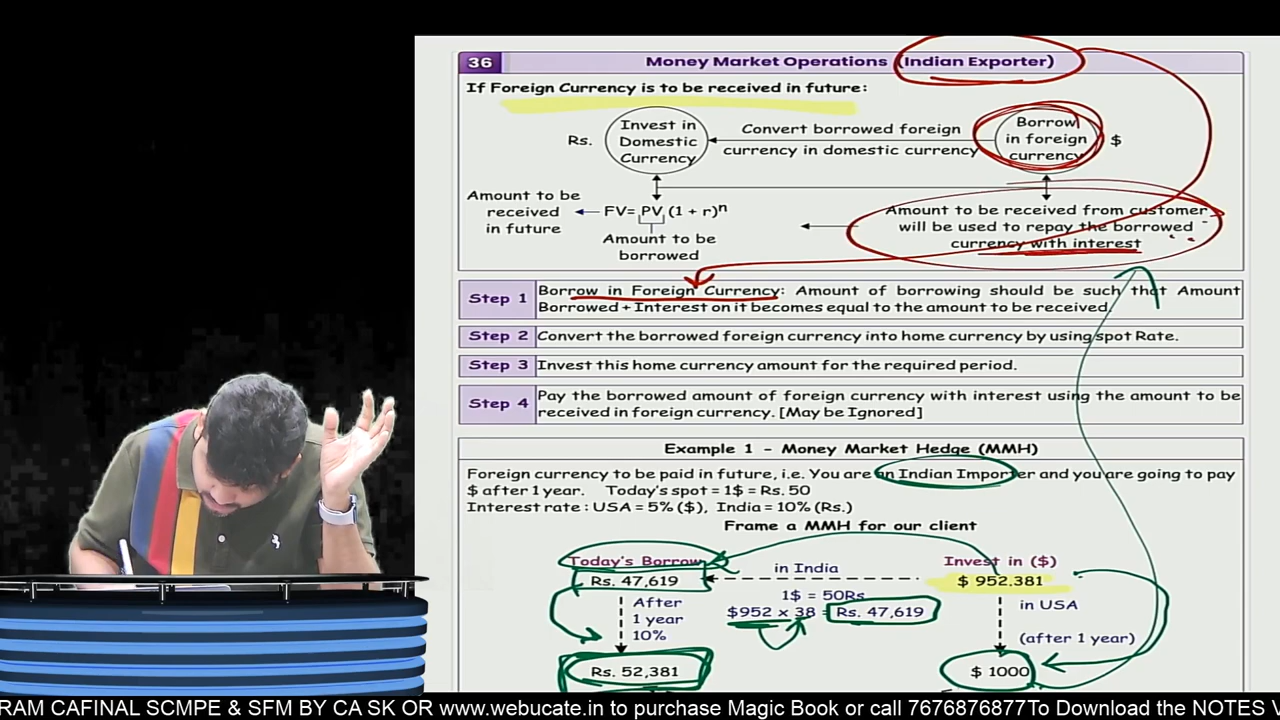 36 Money Market Operations (Indian Exporter)
If Foreign Currency is to be received in future:
Rs. Invest in Domestic Currency
Convert borrowed foreign currency in domestic currency
Borrow in foreign currency $
Amount to be received in future
FV= PV (1 + r)n
Amount to be borrowed
Amount to be received from customer
will be used to repay the borrowed
currency with interest
Step 1 Borrow in Foreign Currency: Amount of borrowing should be such that Amount
Borrowed + Interest on it becomes equal to the amount to be received.
Step 2 Convert the borrowed foreign currency into home currency by using spot Rate.
Step 3 Invest this home currency amount for the required period.
Step 4 Pay the borrowed amount of foreign currency with interest using the amount to be
received in foreign currency. [May be Ignored]
Example 1 - Money Market Hedge (MMH)
Foreign currency to be paid in future, i.e. You are an Indian Importer and you are going to pay
$ after 1 year. Today's spot = 1$ = Rs. 50
Interest rate : USA = 5% ($), India = 10% (Rs.)
Frame a MMH for our client
Today's Borrow
in India
Invest in ($)
Rs. 47,619
$ 952.381
1$ = 50Rs
$952 x 38 = Rs. 47,619
After
1 year
10%
in USA
(after 1 year)
Rs. 52,381
$ 1000
RAM CAFINAL SCMPE & SFM BY CA SK OR www.webucate.in to purchase Magic Book or call 7676876877To Download the NOTES V